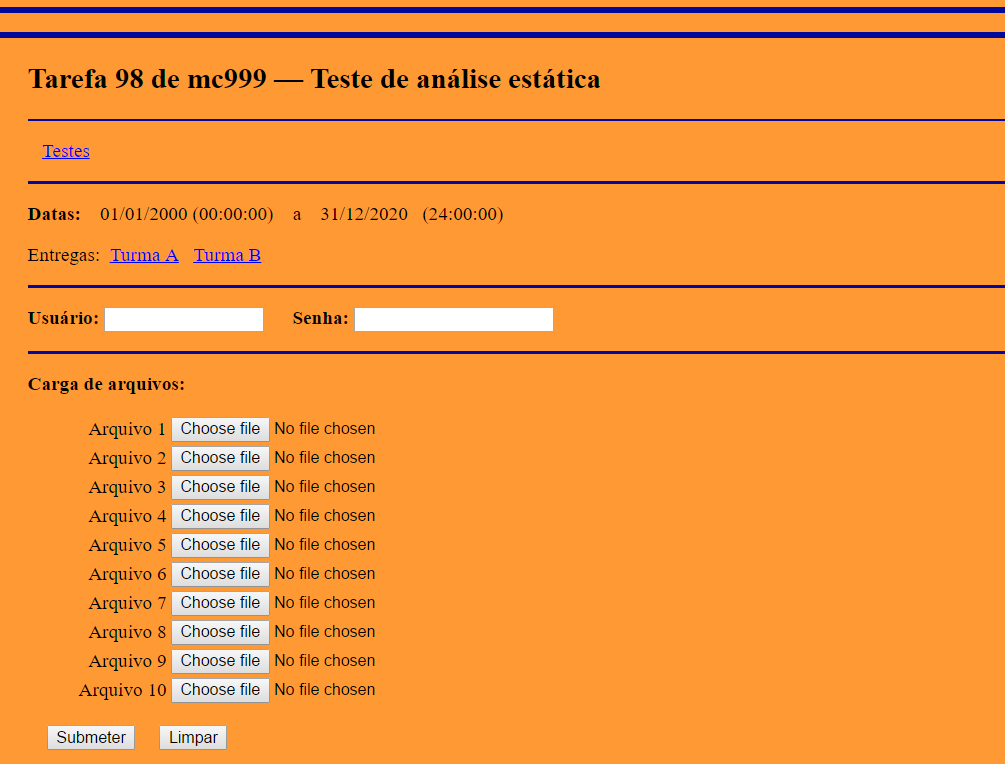 Tarefa 98 de mc999 — Teste de análise estática
Testes
Datas: 01/01/2000 (00:00:00) a 31/12/2020 (24:00:00)
Entregas: Turma A Turma B
Usuário: Senha:
Carga de arquivos:
Arquivo 1 Choose file No file chosen
Arquivo 2 Choose file No file chosen
Arquivo 3 Choose file No file chosen
Arquivo 4 Choose file No file chosen
Arquivo 5 Choose file No file chosen
Arquivo 6 Choose file No file chosen
Arquivo 7 Choose file No file chosen
Arquivo 8 Choose file No file chosen
Arquivo 9 Choose file No file chosen
Arquivo 10 Choose file No file chosen
Submeter Limpar